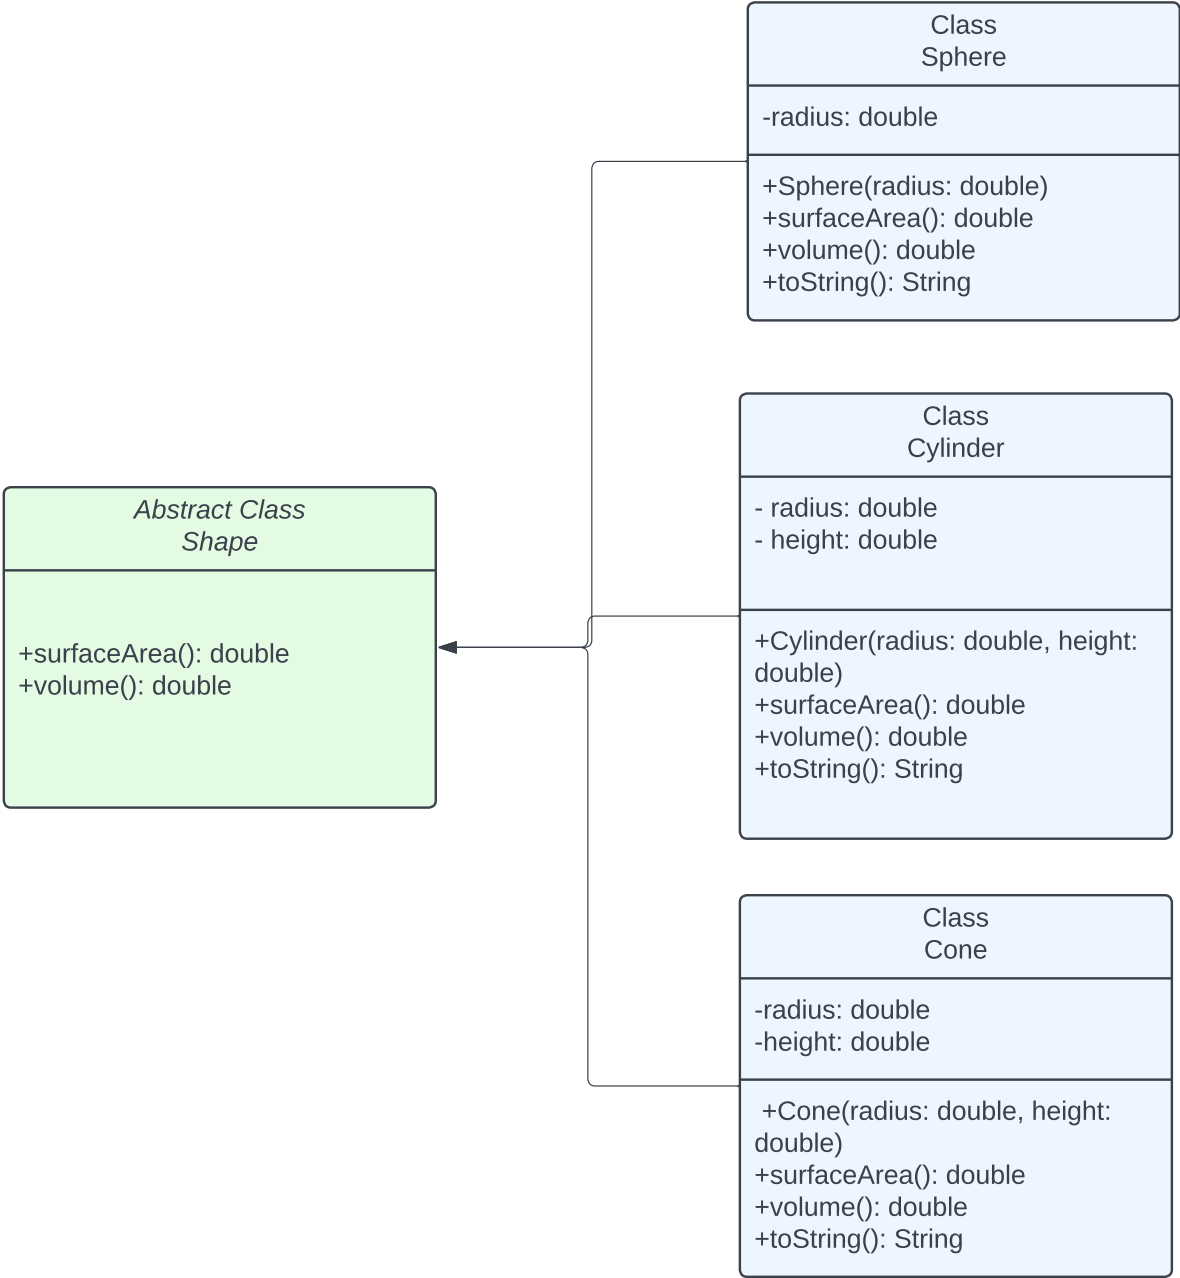 Class
Sphere
-radius: double
+Sphere(radius: double)
+surfaceArea(): double
+volume(): double
+toString(): String
Abstract Class
Shape
+surfaceArea(): double
+volume(): double
Class
Cylinder
- radius: double
- height: double
+Cylinder(radius: double, height:
double)
+surfaceArea(): double
+volume(): double
+toString(): String
Class
Cone
-radius: double
-height: double
+Cone(radius: double, height:
double)
+surfaceArea(): double
+volume(): double
+toString(): String